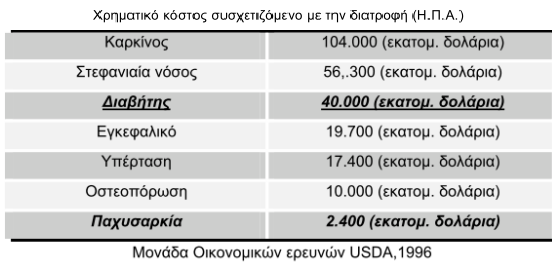 Χρηματικό κόστος συσχετιζόμενο με την διατροφή (Η.Π.Α.)
Καρκίνος 104.000 (εκατομ. δολάρια)
Στεφανιαία νόσος 56,.300 (εκατομ. δολάρια)
Διαβήτης 40.000 (εκατομ. δολάρια)
Εγκεφαλικό 19.700 (εκατομ. δολάρια)
Υπέρταση 17.400 (εκατομ. δολάρια)
Οστεοπόρωση 10.000 (εκατομ. δολάρια)
Παχυσαρκία 2.400 (εκατομ. δολάρια)
Μονάδα Οικονομικών ερευνών USDA,1996